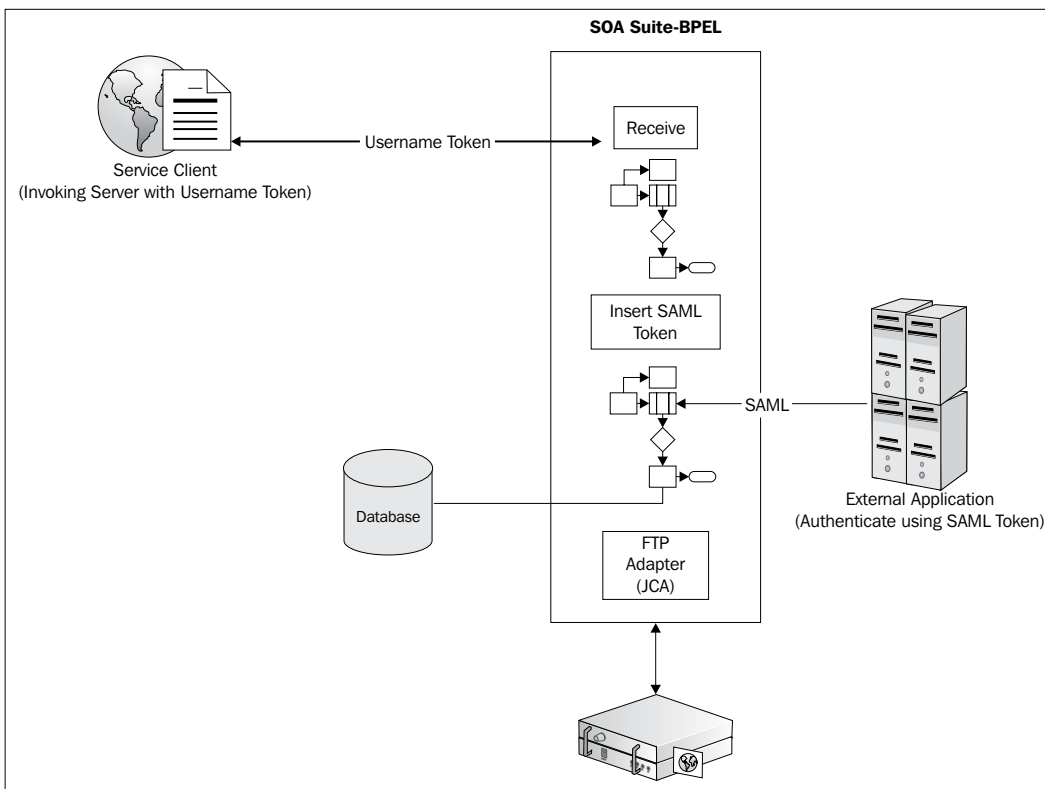 SOA Suite-BPEL
Receive
Username Token
Service Client
(Invoking Server with Username Token)
Insert SAML
Token
SAML
External Application
(Authenticate using SAML Token)
Database
FTP
Adapter
(JCA)